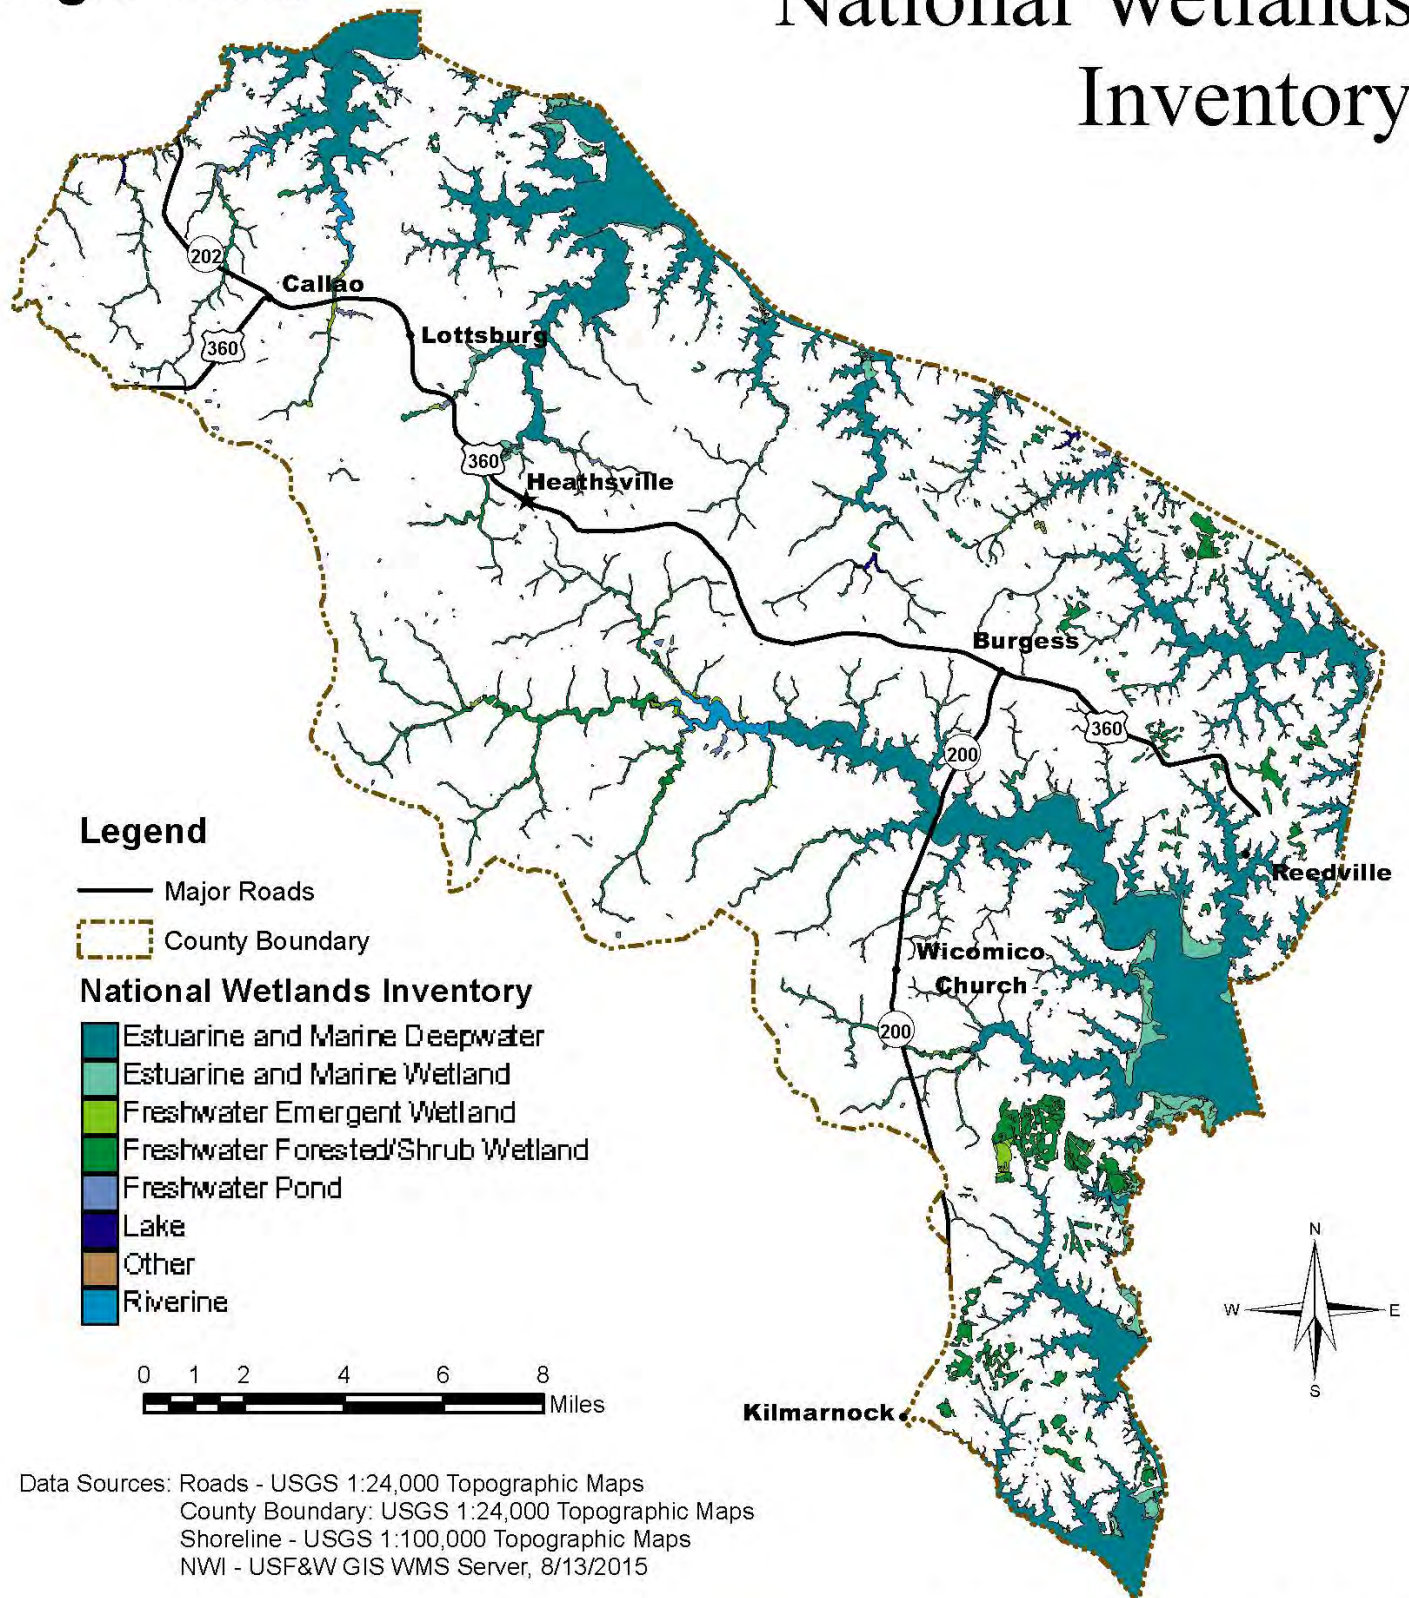 National Wetlands
Inventory
202
Callao
360
Lottsburg
360
Heathsville
Burgess
360
200
Reedville
Wicomico
Church
200
Kilmarnock
Legend
Major Roads
County Boundary
National Wetlands Inventory
Estuarine and Marine Deepwater
Estuarine and Marine Wetland
Freshwater Emergent Wetland
Freshwater Forested/Shrub Wetland
Freshwater Pond
Lake
Other
Riverine
0 1 2 4 6 8
Miles
N
W E
S
Data Sources: Roads - USGS 1:24,000 Topographic Maps
County Boundary: USGS 1:24,000 Topographic Maps
Shoreline - USGS 1:100,000 Topographic Maps
NWI - USF&W GIS WMS Server, 8/13/2015